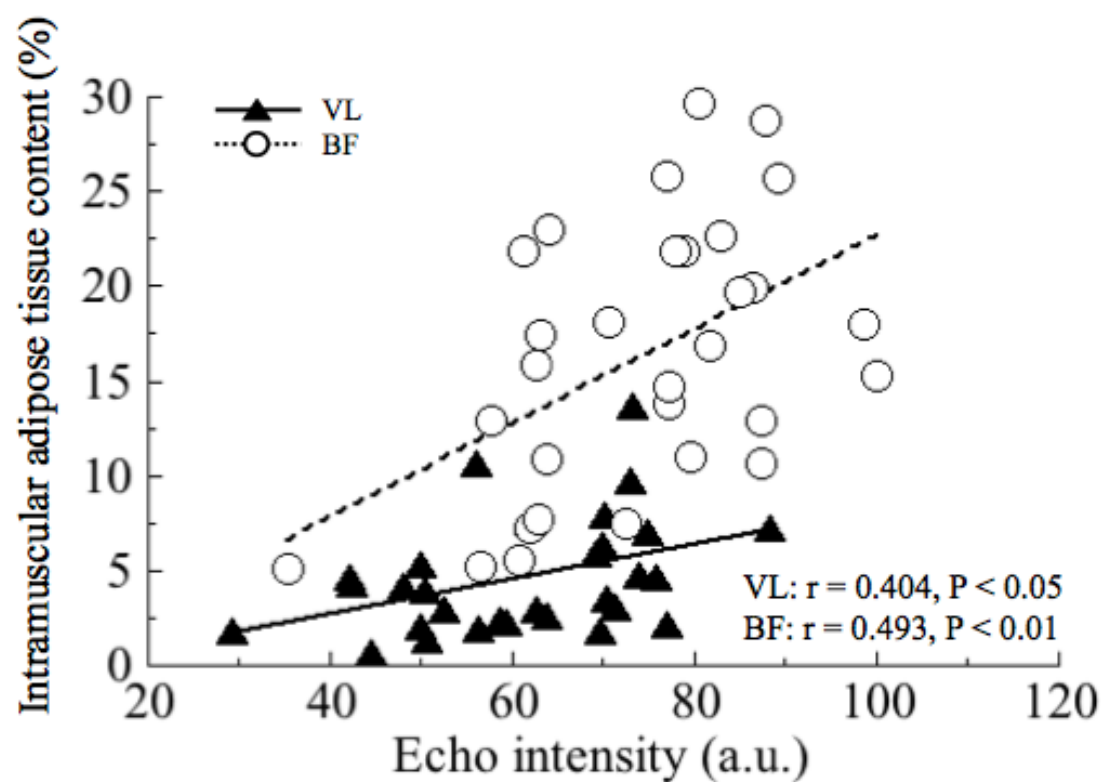 Intramuscular adipose tissue content (%)
30
25
20
15
10
5
0
VL
BF
VL: r = 0.404, P < 0.05
BF: r = 0.493, P < 0.01
20 40 60 80 100 120
Echo intensity (a.u.)